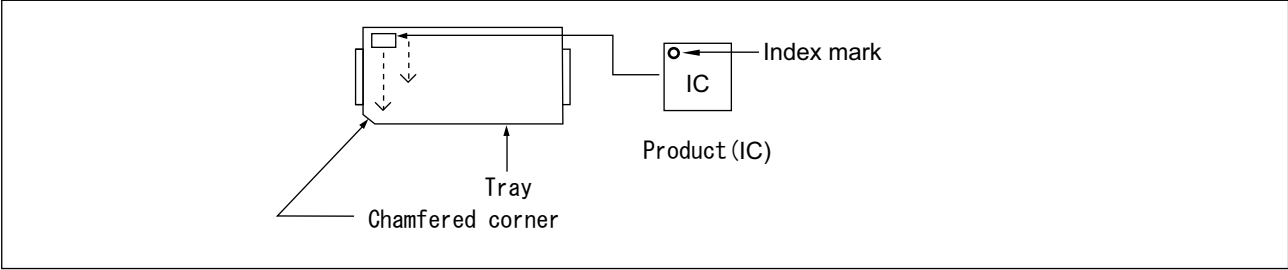 Index mark
IC
Product(IC)
Tray
Chamfered corner